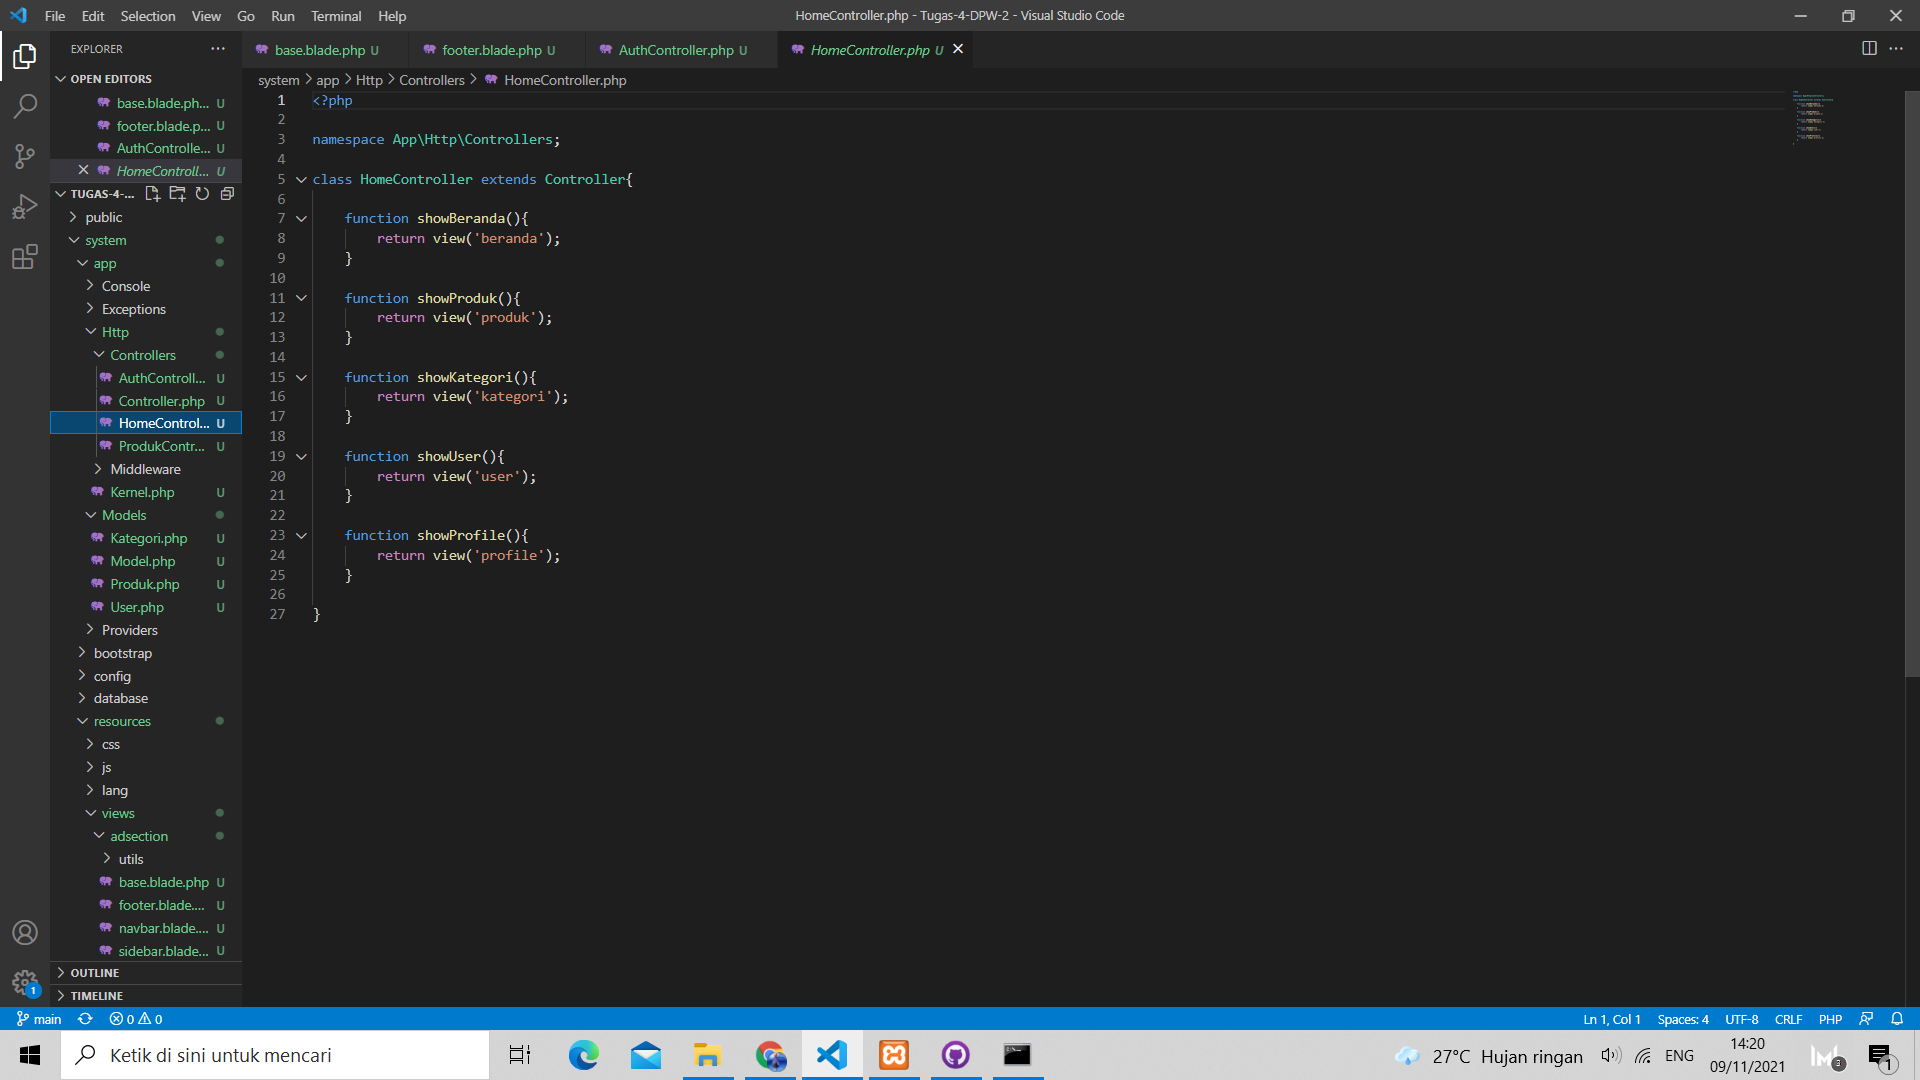 File Edit Selection View Go Run Terminal Help
HomeController.php - Tugas-4-DPW-2 - Visual Studio Code
EXPLORER
OPEN EDITORS
base.blade.ph... U
footer.blade.p... U
AuthControlle... U
HomeControll... U
TUGAS-4-...
public
system
app
Console
Exceptions
Http
Controllers
AuthControll... U
Controller.php U
HomeControl... U
ProdukContr... U
Middleware
Kernel.php U
Models
Kategori.php U
Model.php U
Produk.php U
User.php U
Providers
bootstrap
config
database
resources
css
js
lang
views
adsection
utils
base.blade.php U
footer.blade.... U
navbar.blade.... U
sidebar.blade... U
OUTLINE
TIMELINE
base.blade.php U footer.blade.php U AuthController.php U HomeController.php U
system > app > Http > Controllers > HomeController.php
1 <?php
2
3 namespace App\Http\Controllers;
4
5 class HomeController extends Controller{
6
7 function showBeranda(){
8 return view('beranda');
9 }
10
11 function showProduk(){
12 return view('produk');
13 }
14
15 function showKategori(){
16 return view('kategori');
17 }
18
19 function showUser(){
20 return view('user');
21 }
22
23 function showProfile(){
24 return view('profile');
25 }
26
27 }
1
main 0 0
Ln 1, Col 1 Spaces: 4 UTF-8 CRLF PHP
Ketik di sini untuk mencari
27°C Hujan ringan ENG
14:20
09/11/2021
3
1